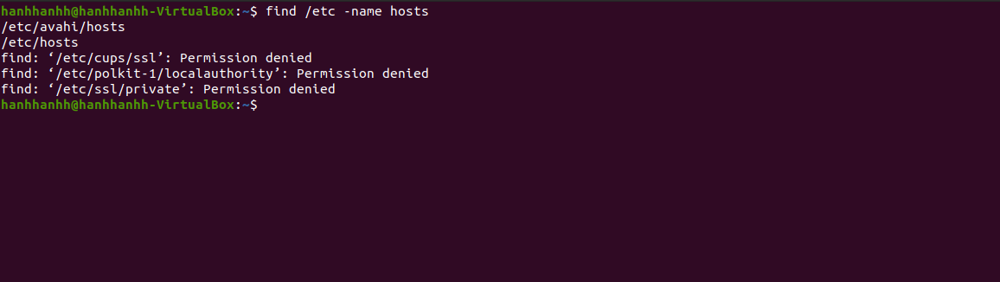 hanhhanhh@hanhhanhh-VirtualBox:~$ find /etc -name hosts
/etc/avahi/hosts
/etc/hosts
find: ‘/etc/cups/ssl’: Permission denied
find: ‘/etc/polkit-1/localauthority’: Permission denied
find: ‘/etc/ssl/private’: Permission denied
hanhhanhh@hanhhanhh-VirtualBox:~$